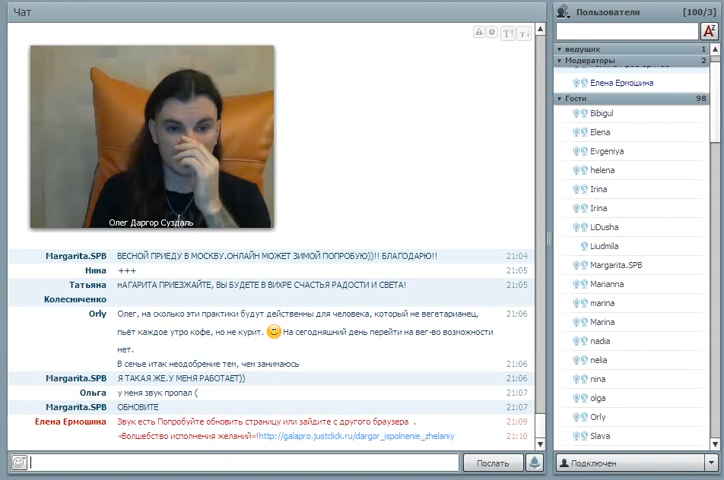 Чат
Олег Даргор Суздаль
Margarita.SPB ВЕСНОЙ ПРИЕДУ В МОСКВУ.ОНЛАЙН МОЖЕТ ЗИМОЙ ПОПРОБУЮ))!! БЛАГОДАРЮ!! 21:04
Нина +++ 21:05
Татьяна нАГАРИТА ПРИЕЗЖАЙТЕ, ВЫ БУДЕТЕ В ВИХРЕ СЧАСТЬЯ РАДОСТИ И СВЕТА! 21:05
Колесниченко
Orly Олег, на сколько эти практики будут действенны для человека, который не вегетарианец, 21:06
пьёт каждое утро кофе, но не курит. На сегодняшний день перейти на вег-во возможности
нет.
В семье итак неодобрение тем, чем занимаюсь 21:06
Margarita.SPB Я ТАКАЯ ЖЕ.У МЕНЯ РАБОТАЕТ)) 21:06
Ольга у меня звук пропал ( 21:07
Margarita.SPB ОБНОВИТЕ 21:07
Елена Ермошина Звук есть Попробуйте обновить страницу или зайдите с другого браузера . 21:09
«Волшебство исполнения желаний»!http://galapro.justclick.ru/dargor_ispolnenie_zhelaniy 21:10
Послать
Пользователи [100/3]
ведущих 1
Модераторы 2
Елена Ермошина
Гости 98
Bibigul
Elena
Evgeniya
helena
Irina
Irina
LiDusha
Liudmila
Margarita.SPB
Marianna
marina
Marina
nadia
nelia
nina
olga
Orly
Slava
Подключен